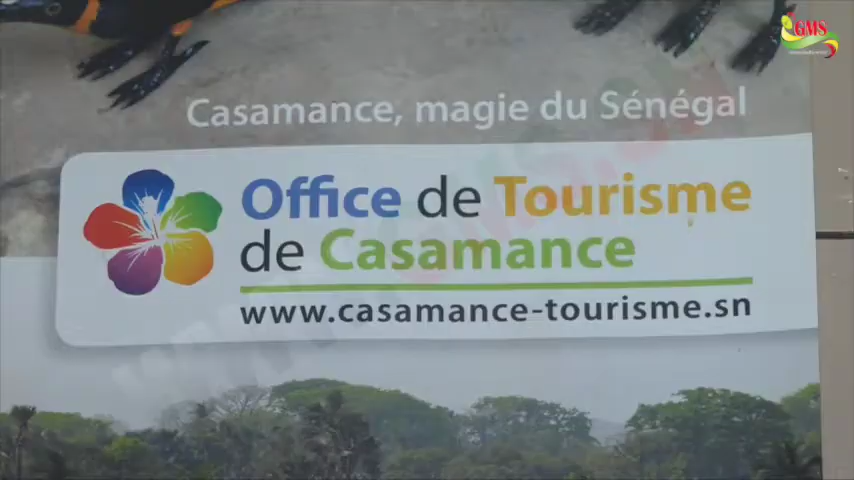 GMS
Casamance, magie du Sénégal
Office de Tourisme
de Casamance
www.casamance-tourisme.sn